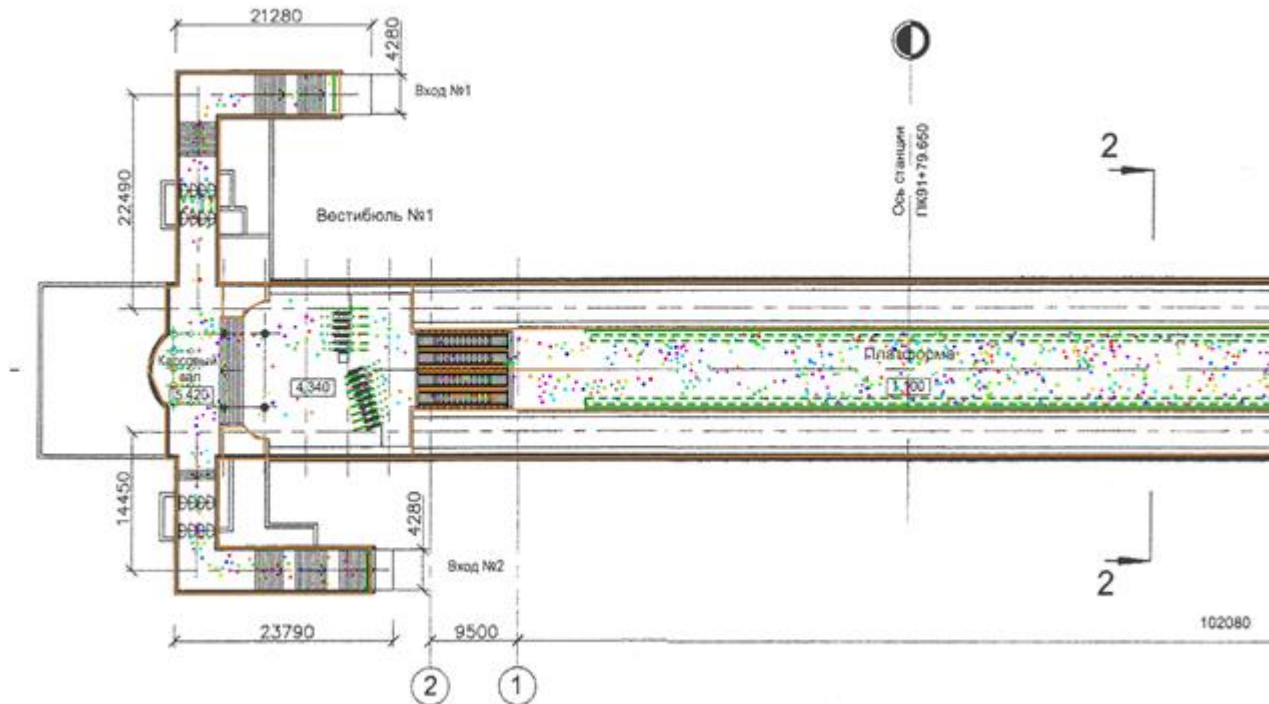 21280
4280
Вход №1
22490
Вестибюль №1
Ось станции
ПК91+79.650
2
Кассовый
зал
5,420
4,340
Платформа
1,100
14450
4280
Вход №2
2
23790
9500
102080
2
1